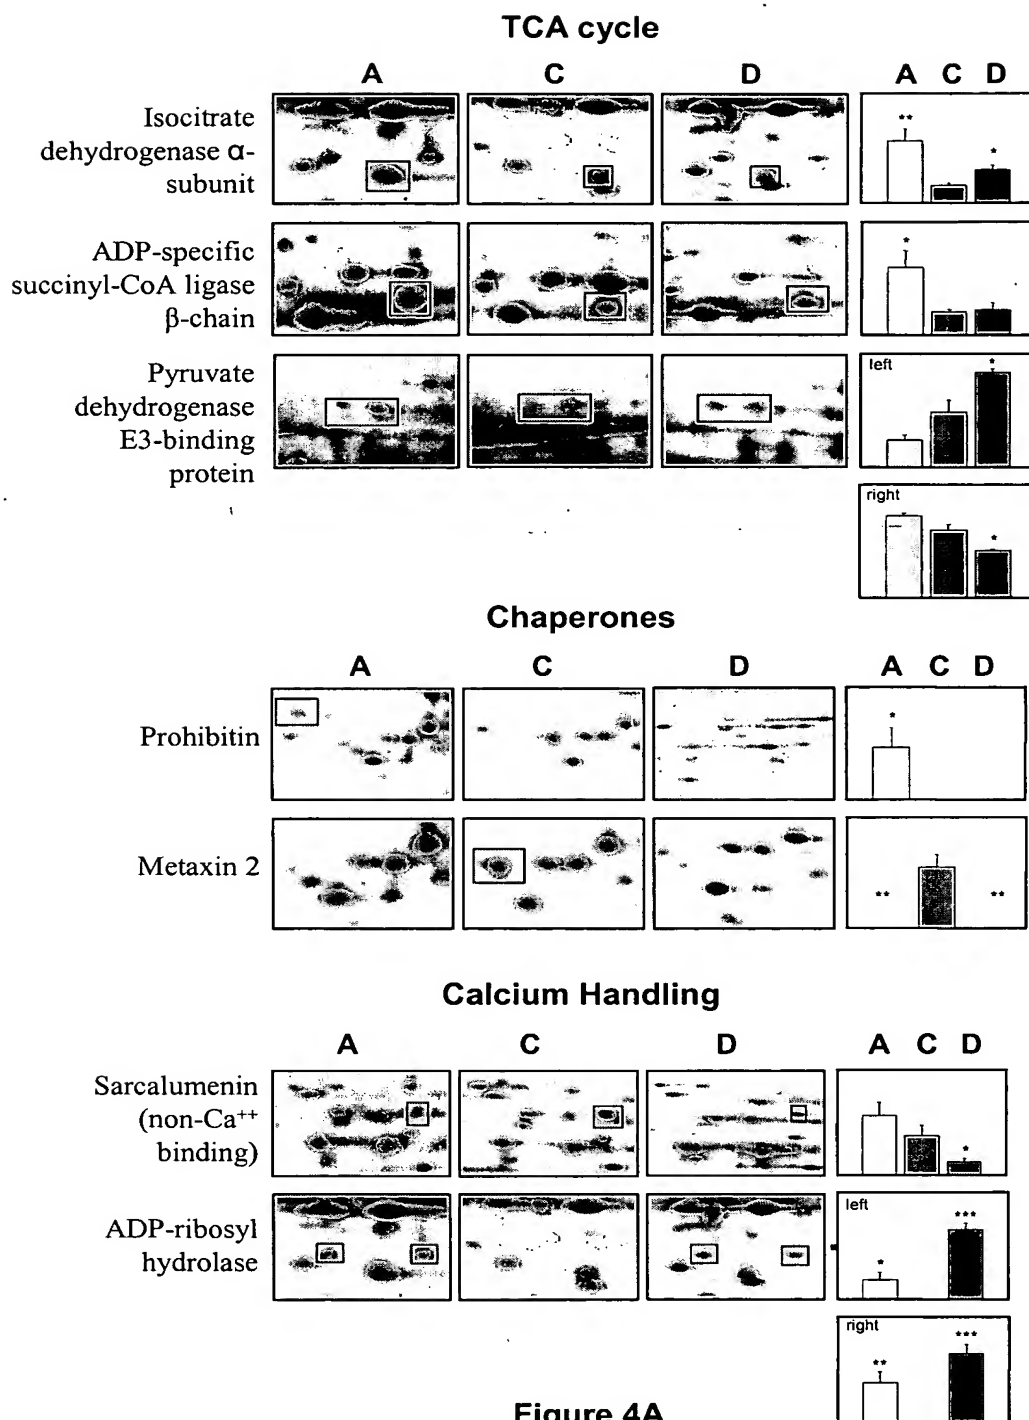 TCA cycle
A C D A C D
Isocitrate
dehydrogenase α-
subunit
**
*
ADP-specific
succinyl-CoA ligase
β-chain
*
Pyruvate
dehydrogenase
E3-binding
protein
left
*
right
*
Chaperones
A C D A C D
Prohibitin
*
Metaxin 2
** **
Calcium Handling
A C D A C D
Sarcalumenin
(non-Ca⁺⁺
binding)
*
ADP-ribosyl
hydrolase
left
***
*
right
***
**
Figure 4A